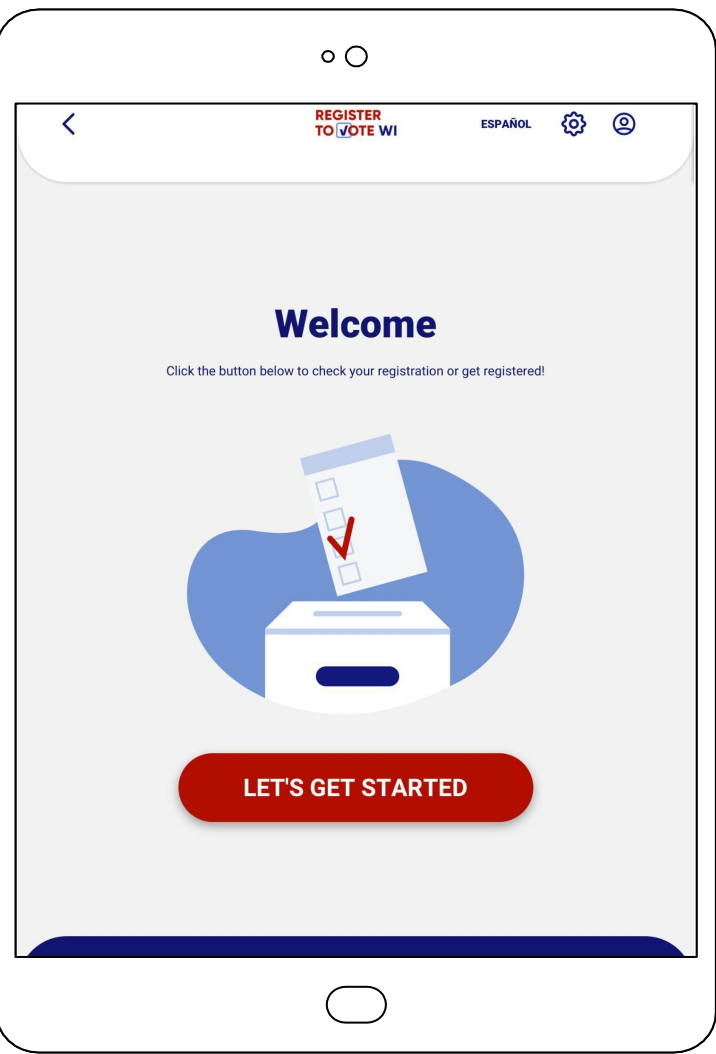 REGISTER
TO VOTE WI
ESPAÑOL
Welcome
Click the button below to check your registration or get registered!
LET'S GET STARTED